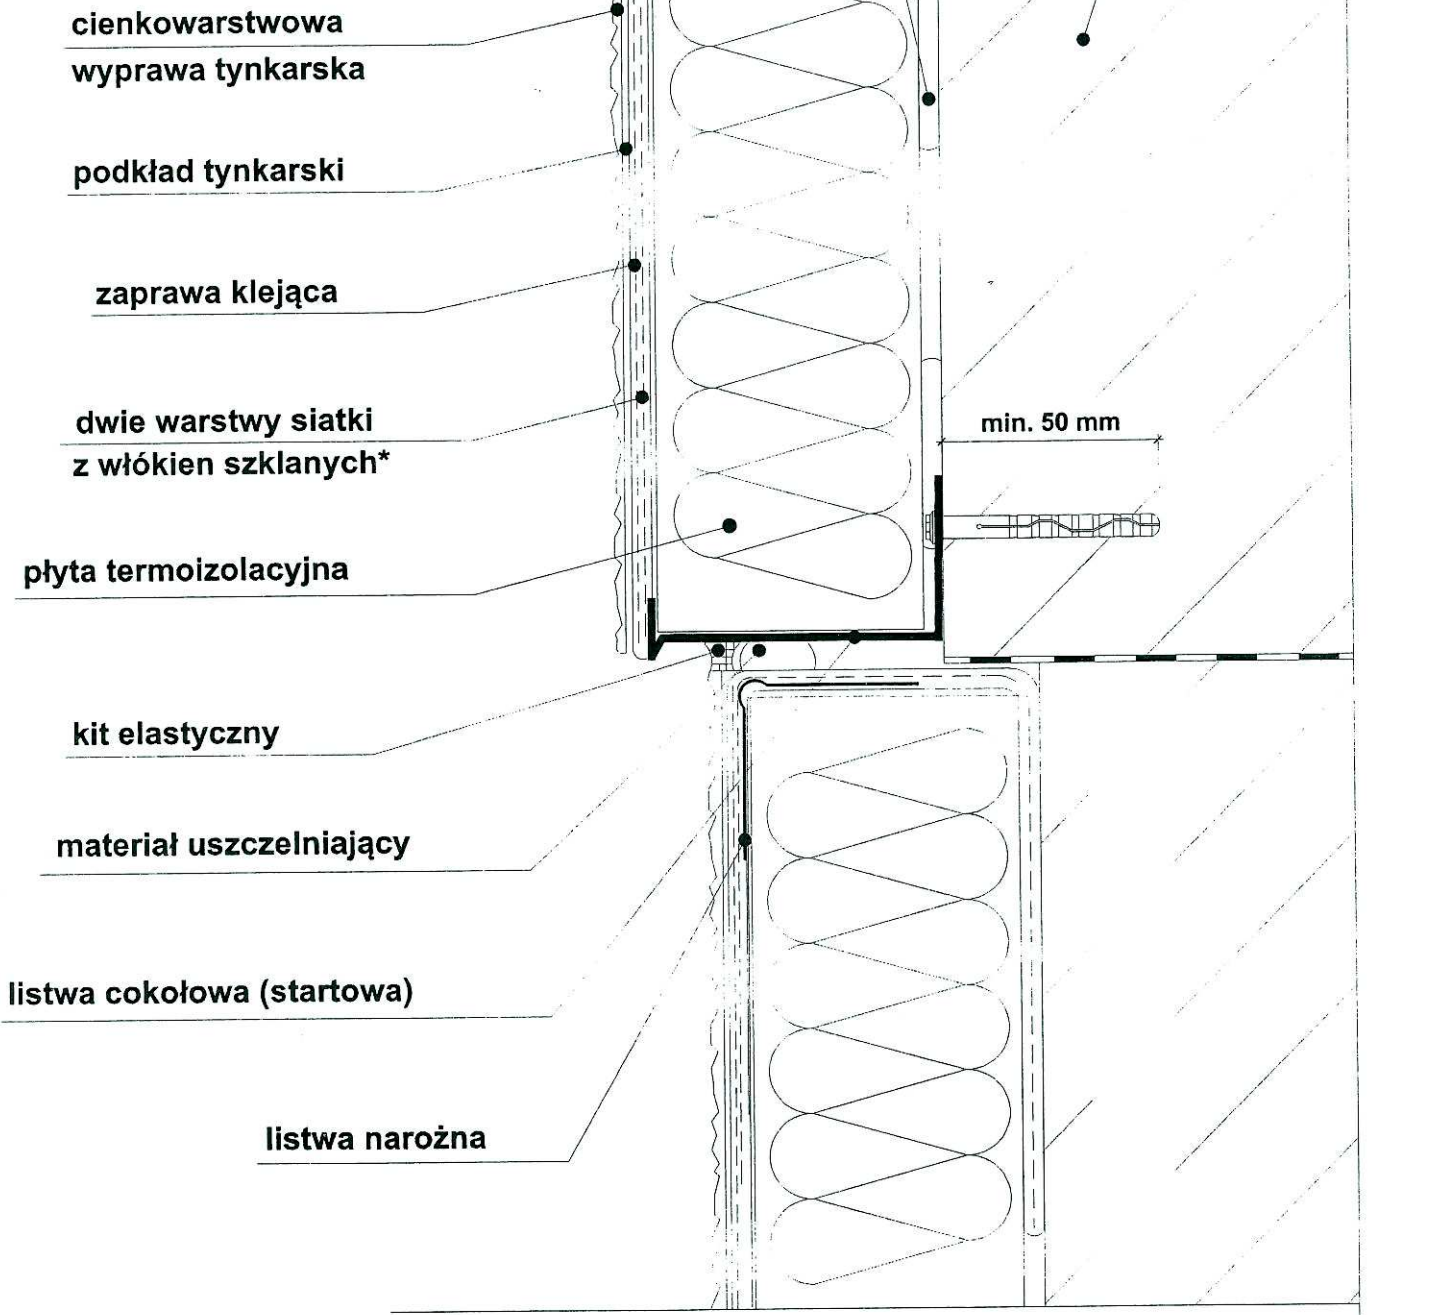 cienkowarstwowa
wyprawa tynkarska
podkład tynkarski
zaprawa klejąca
dwie warstwy siatki
z włókien szklanych*
min. 50 mm
płyta termoizolacyjna
kit elastyczny
materiał uszczelniający
listwa cokołowa (startowa)
listwa narożna